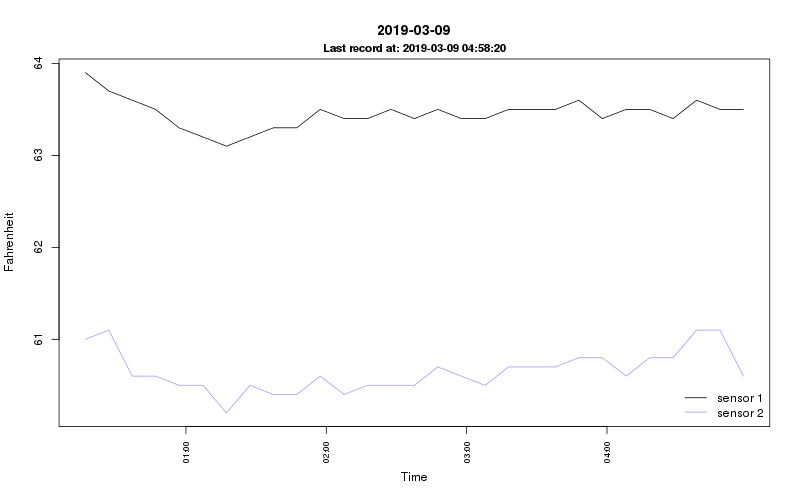 2019-03-09
Last record at: 2019-03-09 04:58:20
64
63
62
61
Fahrenheit
sensor 1
sensor 2
01:00
02:00
03:00
04:00
Time